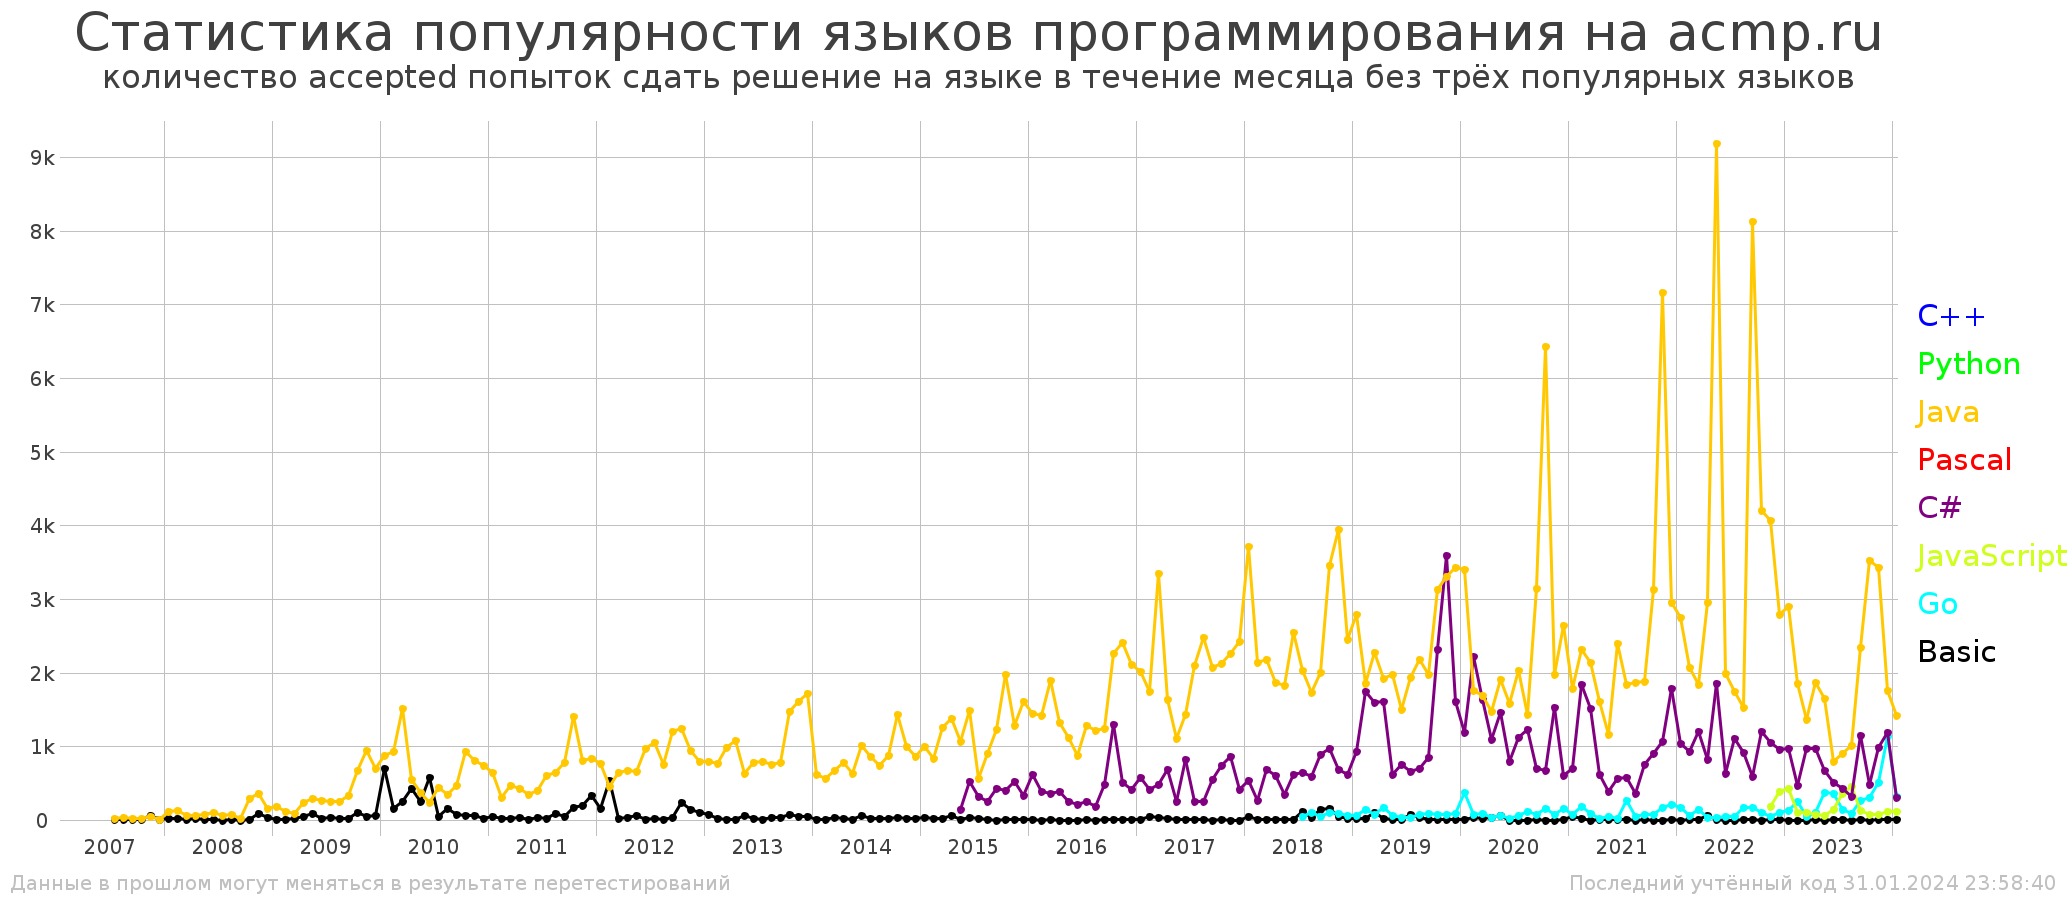 Статистика популярности языков программирования на acmp.ru
количество accepted попыток сдать решение на языке в течение месяца без трёх популярных языков
9k
8k
7k
6k
5k
4k
3k
2k
1k
0
C++
Python
Java
Pascal
C#
JavaScript
Go
Basic
2007 2008 2009 2010 2011 2012 2013 2014 2015 2016 2017 2018 2019 2020 2021 2022 2023
Данные в прошлом могут меняться в результате перетестирований
Последний учтённый код 31.01.2024 23:58:40